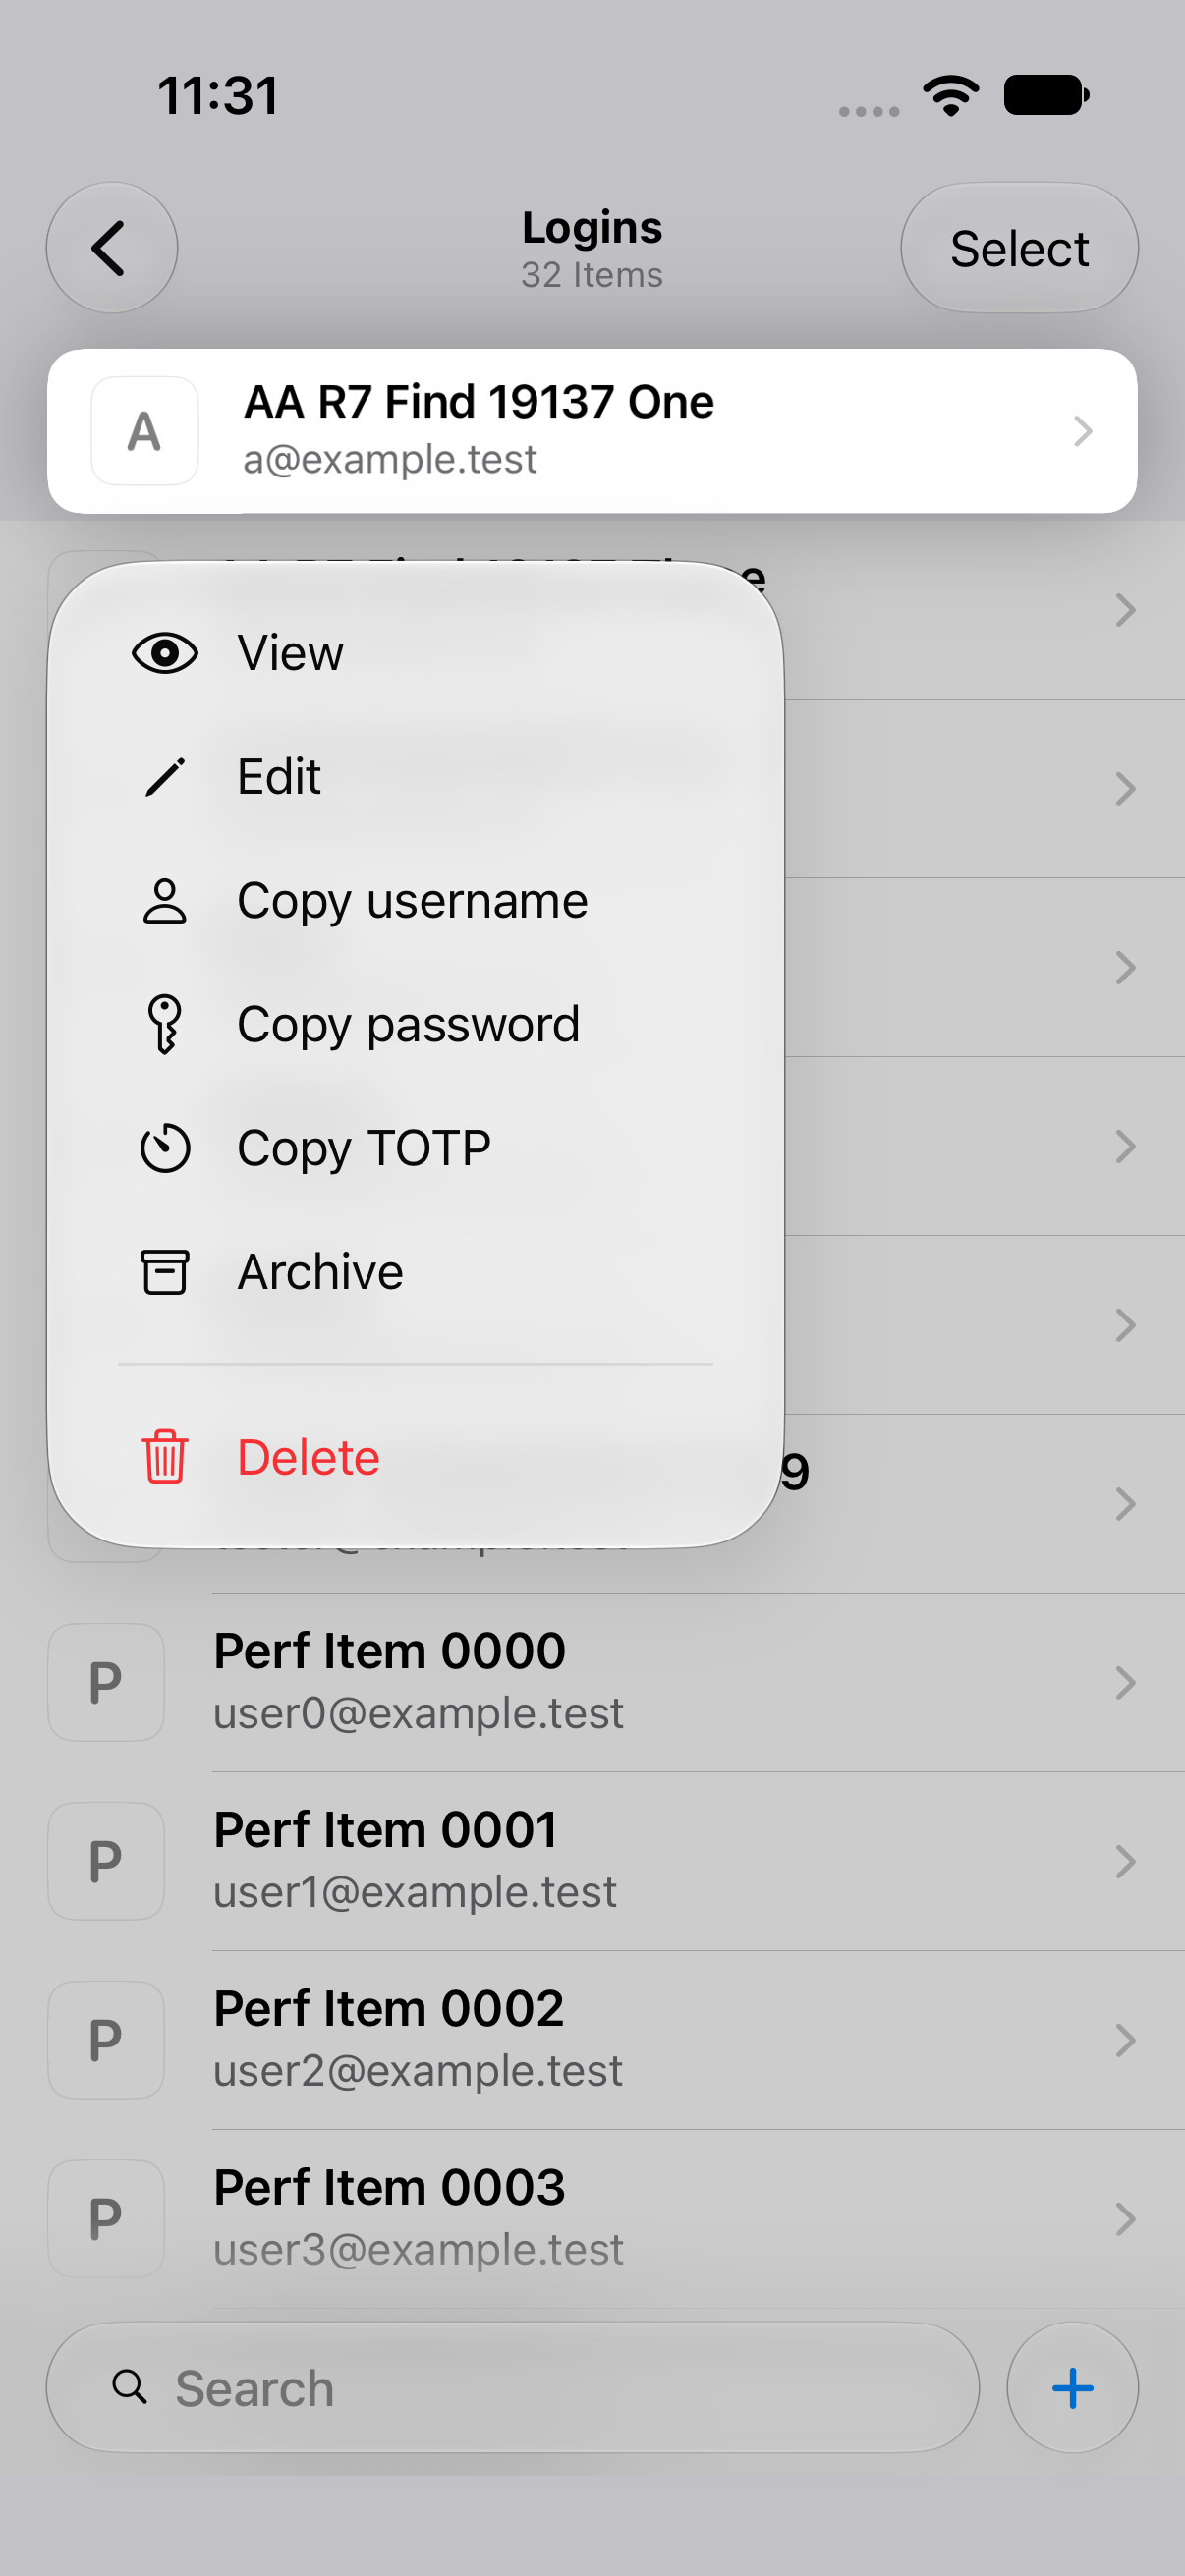 11:31
Logins
32 Items
Select
A
AA R7 Find 19137 One
a@example.test
View
Edit
Copy username
Copy password
Copy TOTP
Archive
Delete
P
Perf Item 0000
user0@example.test
P
Perf Item 0001
user1@example.test
P
Perf Item 0002
user2@example.test
P
Perf Item 0003
user3@example.test
Search